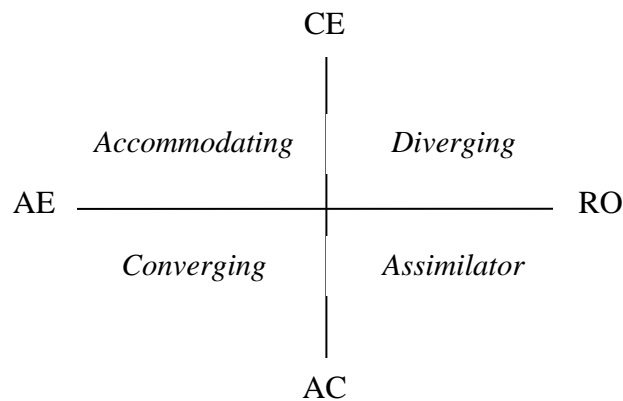 CE
Accommodating Diverging
AE RO
Converging Assimilator
AC